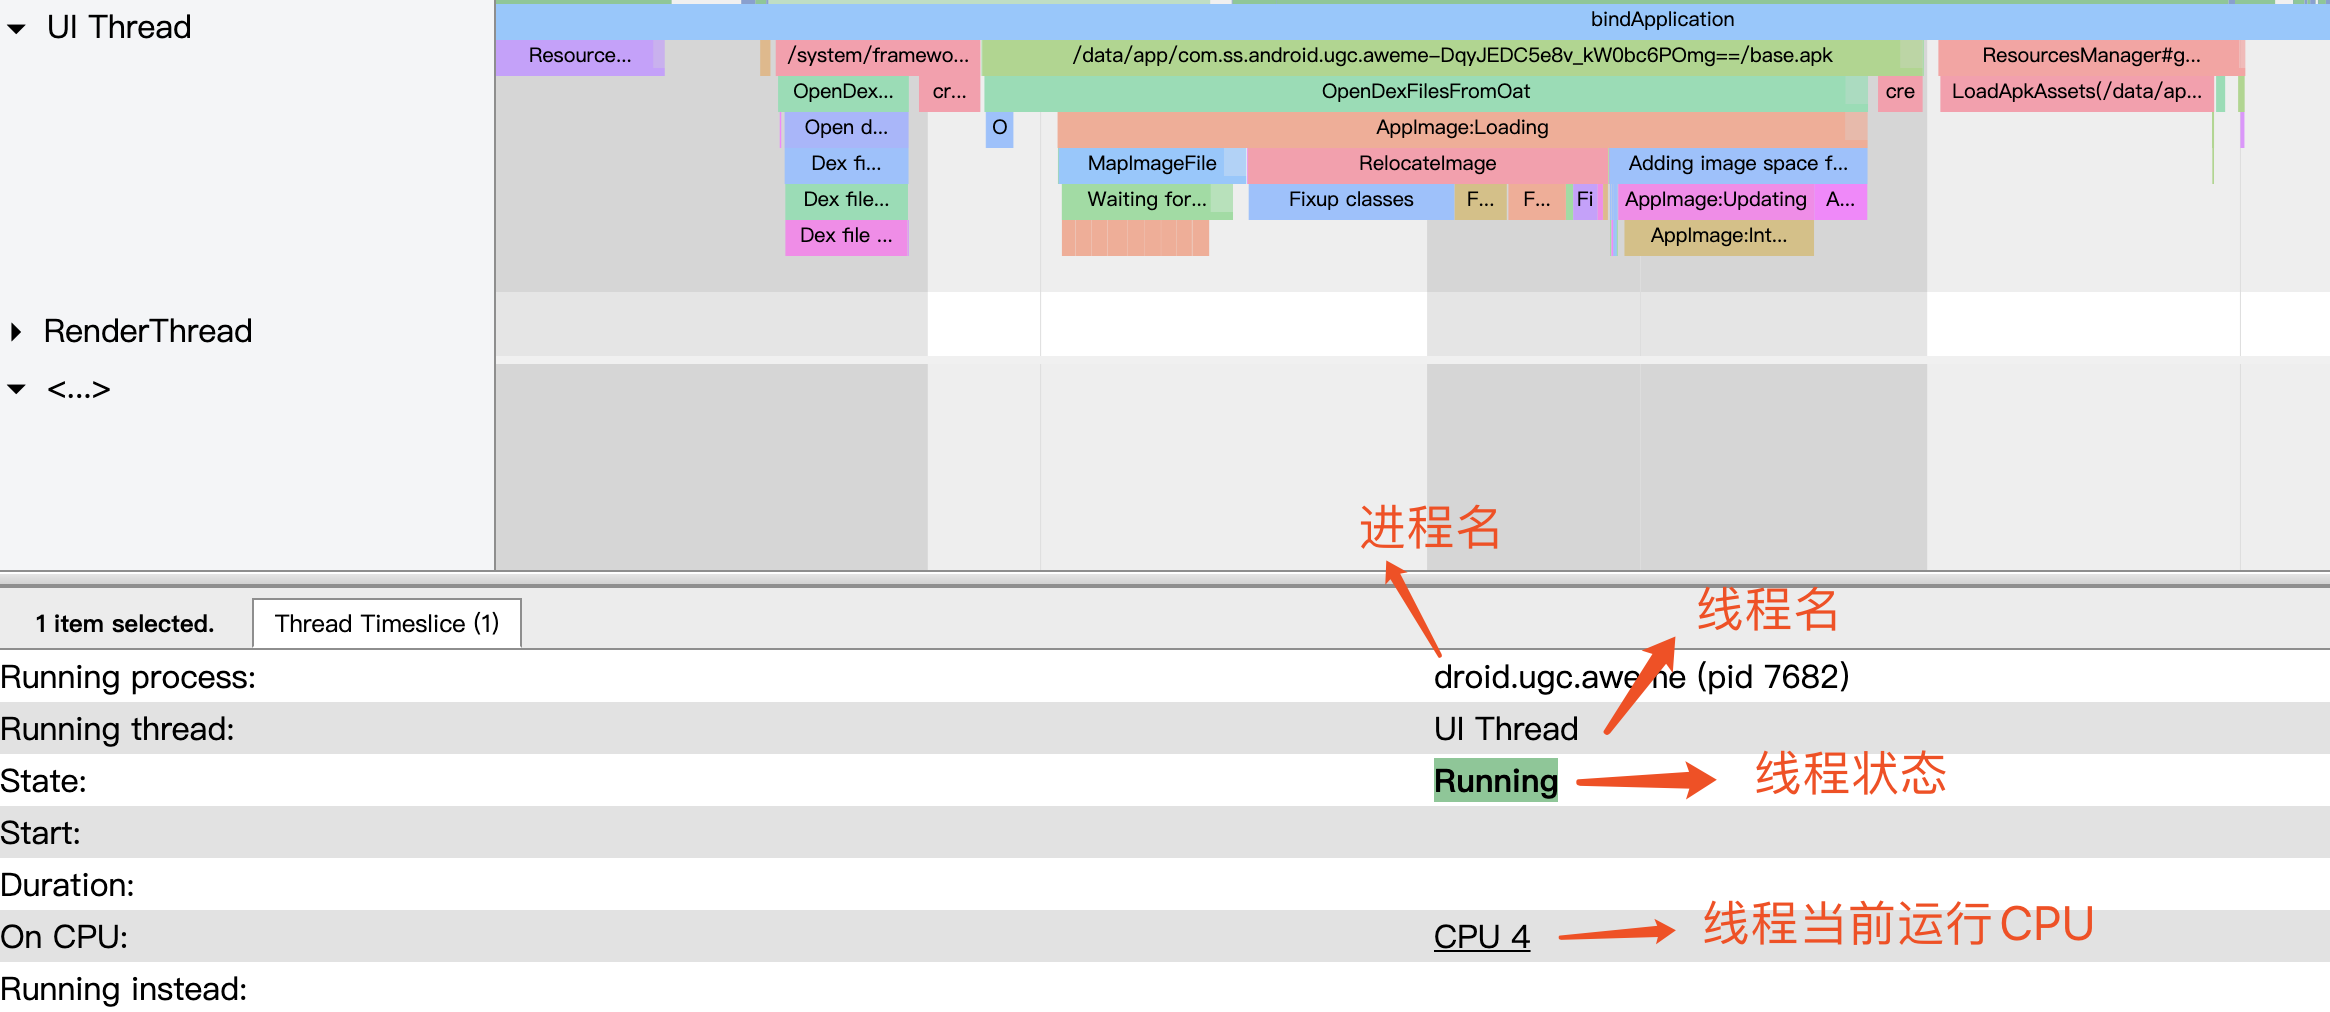 UI Thread
bindApplication
Resource...
/system/framewo...
/data/app/com.ss.android.ugc.aweme-DqyJEDC5e8v_kW0bc6POmg==/base.apk
ResourcesManager#g...
OpenDex...
cr...
OpenDexFilesFromOat
cre
LoadApkAssets(/data/ap...
Open d...
O
AppImage:Loading
Dex fi...
MapImageFile
RelocateImage
Adding image space f...
Dex file...
Waiting for...
Fixup classes
F...
F...
Fi
AppImage:Updating
A...
Dex file ...
AppImage:Int...
RenderThread
<...>
进程名
1 item selected.
Thread Timeslice (1)
线程名
Running process:
droid.ugc.aweme (pid 7682)
Running thread:
UI Thread
State:
Running
线程状态
Start:
Duration:
On CPU:
CPU 4
线程当前运行CPU
Running instead: